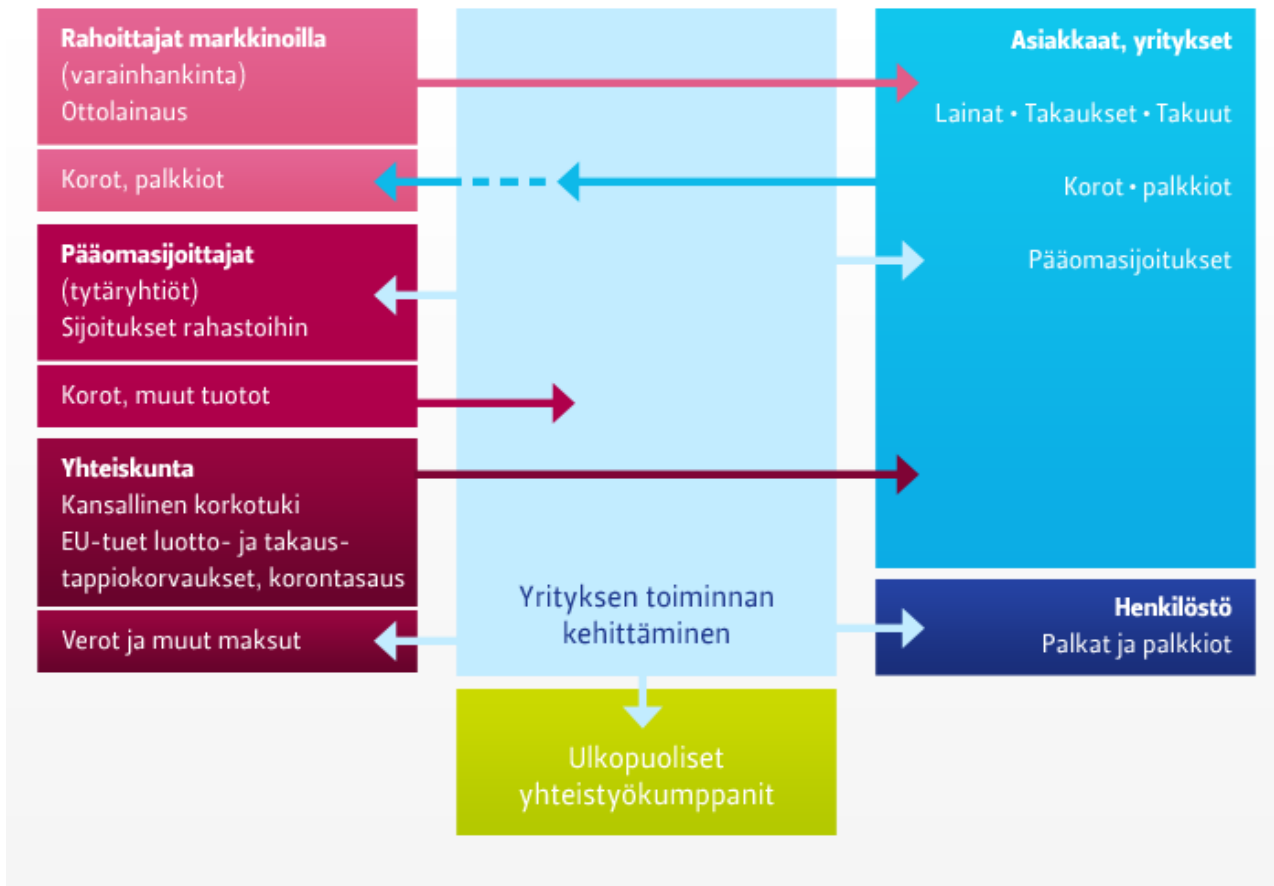 Rahoittajat markkinoilla
(varainhankinta)
Ottolainaus
Korot, palkkiot
Pääomasijoittajat
(tytäryhtiöt)
Sijoitukset rahastoihin
Korot, muut tuotot
Yhteiskunta
Kansallinen korkotuki
EU-tuet luotto- ja takaus-
tappiokorvaukset, korontasaus
Verot ja muut maksut
Yrityksen toiminnan
kehittäminen
Ulkopuoliset
yhteistyökumppanit
Asiakkaat, yritykset
Lainat • Takaukset • Takuut
Korot • palkkiot
Pääomasijoitukset
Henkilöstö
Palkat ja palkkiot